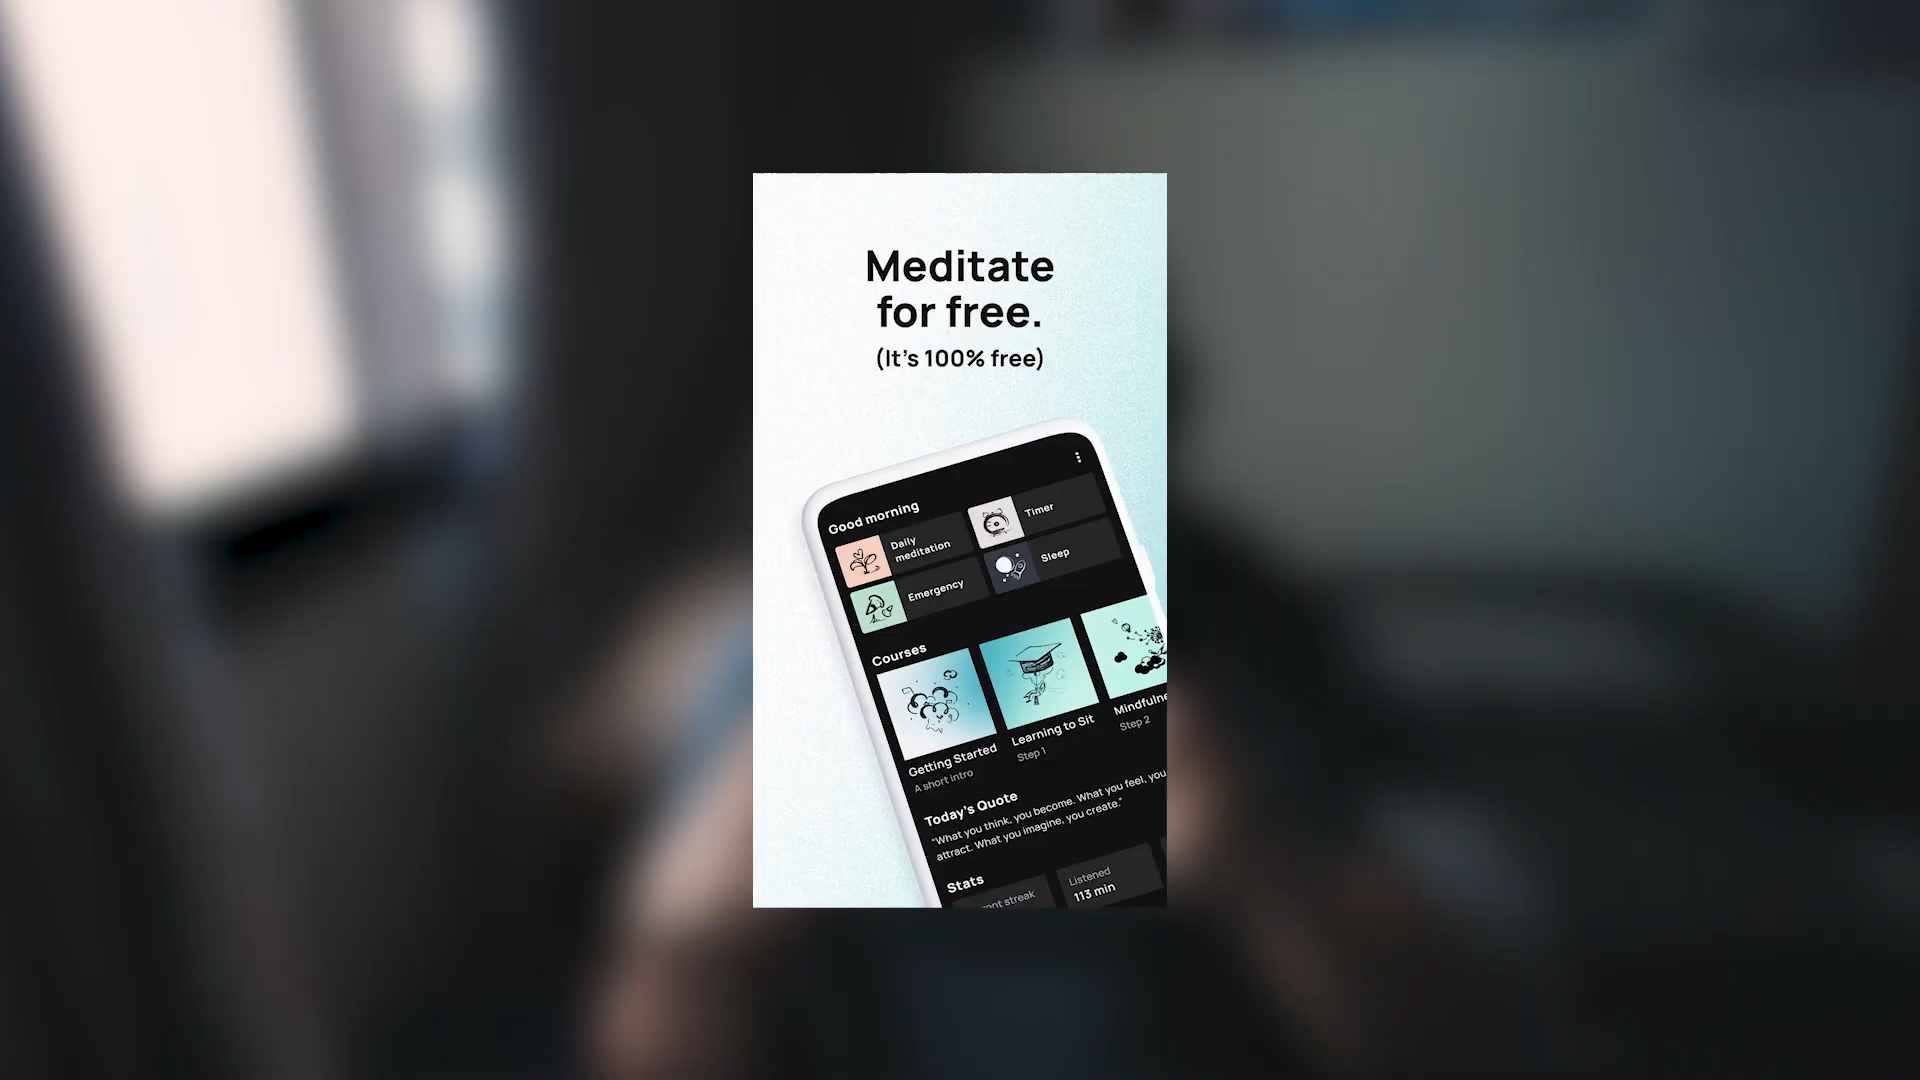 Meditate
for free.
(It's 100% free)
Good morning
Daily
meditation
Timer
Emergency
Sleep
Courses
Getting Started
A short intro
Learning to Sit
Step 1
Step 2
Today's Quote
"What you think, you become. What you feel, you
attract. What you imagine, you create."
Stats
streak
Listened
113 min